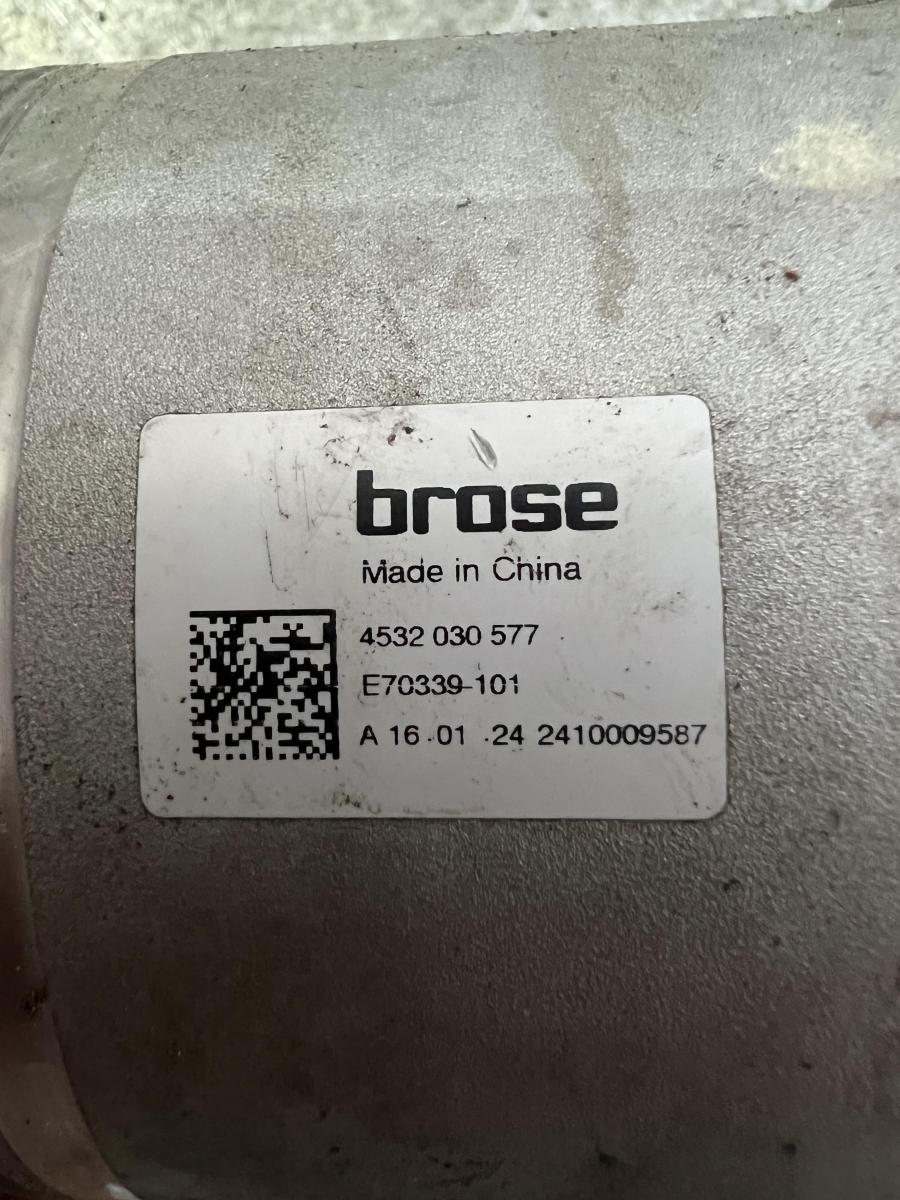 brose
Made in China
4532 030 577
E70339-101
A 16.01 .24 2410009587